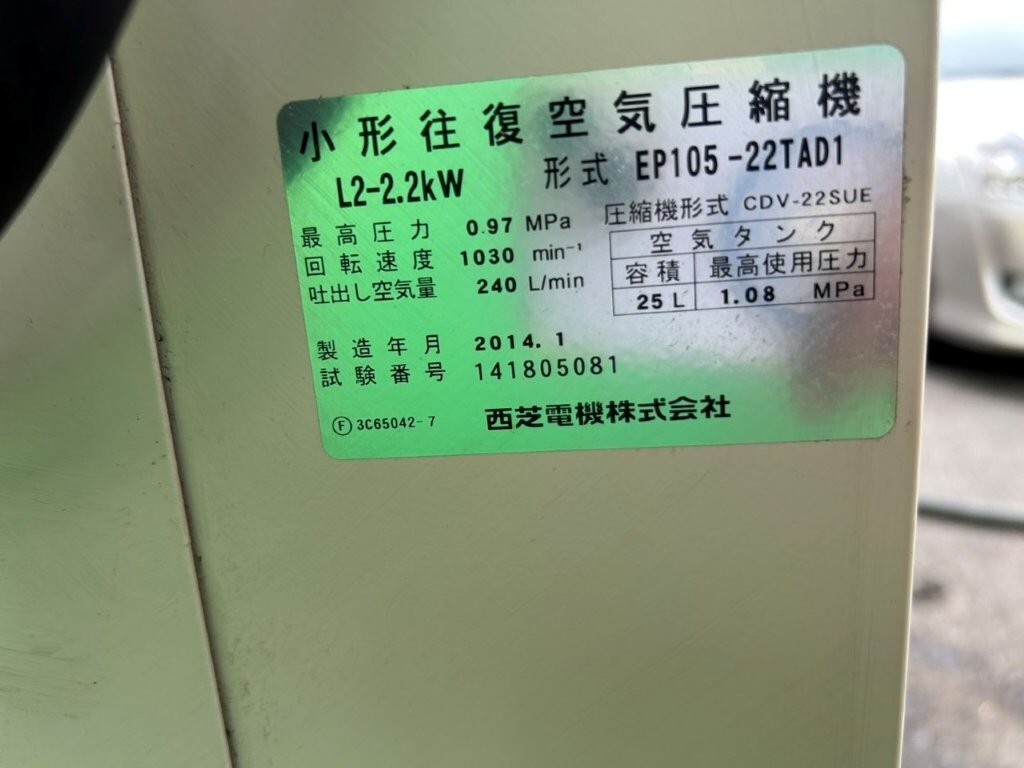 小形往復空気圧縮機
L2-2.2kW 形式 EP105-22TAD1
最高圧力 0.97 MPa 圧縮機形式 CDV-22SUE
回転速度 1030 min⁻¹
吐出し空気量 240 L/min
空気タンク
容積 最高使用圧力
25 L 1.08 MPa
製造年月 2014.1
試験番号 141805081
Ⓕ 3C65042-7 西芝電機株式会社